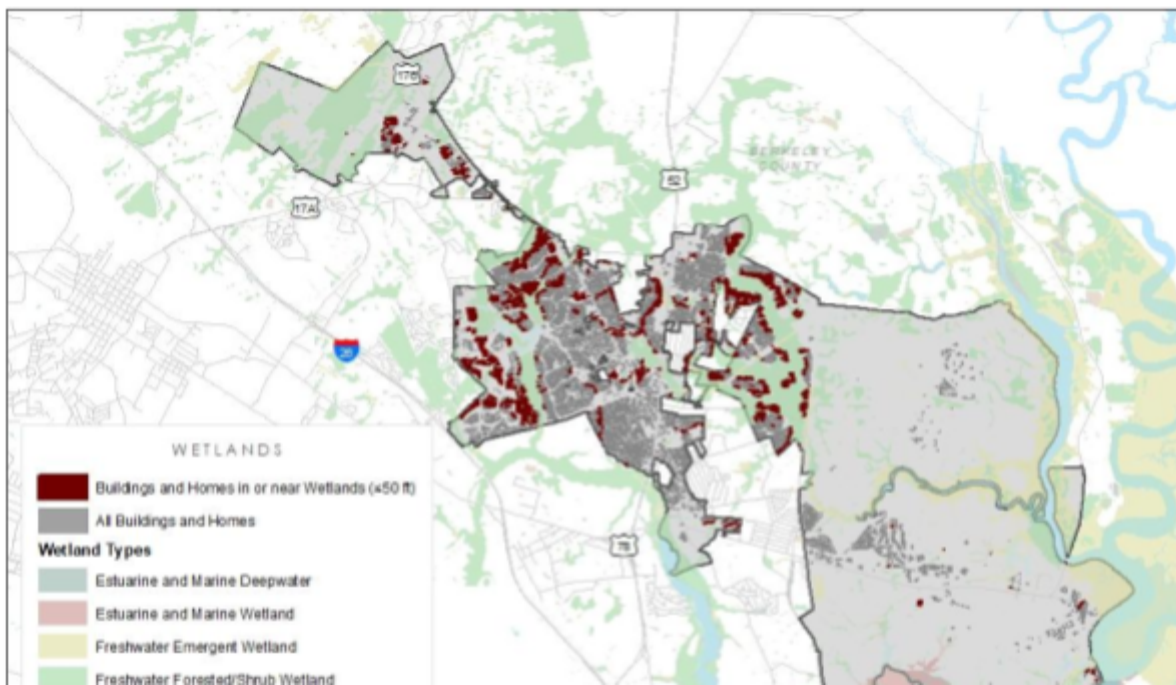 17B
BERKELEY
COUNTY
52
17A
26
WETLANDS
Buildings and Homes in or near Wetlands (<50 ft)
All Buildings and Homes
78
Wetland Types
Estuarine and Marine Deepwater
Estuarine and Marine Wetland
Freshwater Emergent Wetland
Freshwater Forested/Shrub Wetland